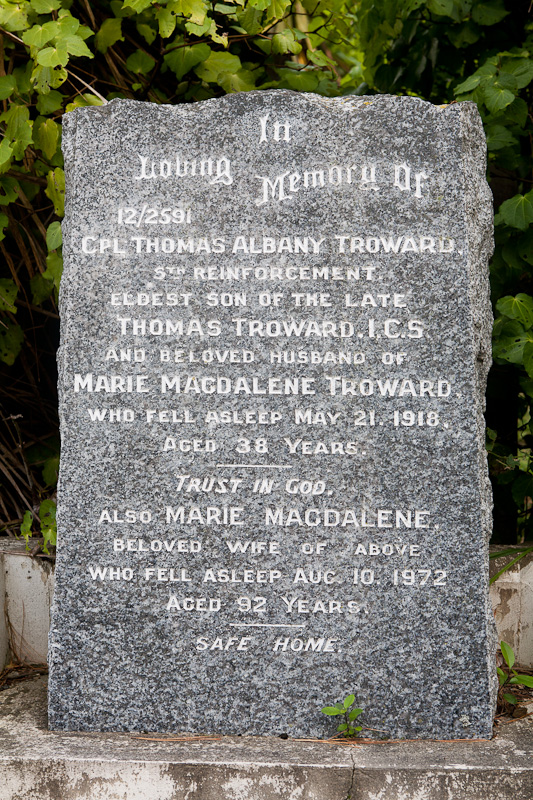 In
Loving Memory Of
12/2591
CPL THOMAS ALBANY TROWARD.
5TH REINFORCEMENT.
ELDEST SON OF THE LATE
THOMAS TROWARD. I.C.S
AND BELOVED HUSBAND OF
MARIE MAGDALENE TROWARD.
WHO FELL ASLEEP MAY 21. 1918.
AGED 38 YEARS.
TRUST IN GOD.
ALSO MARIE MAGDALENE.
BELOVED WIFE OF ABOVE
WHO FELL ASLEEP AUG. 10. 1972
AGED 92 YEARS.
SAFE HOME.